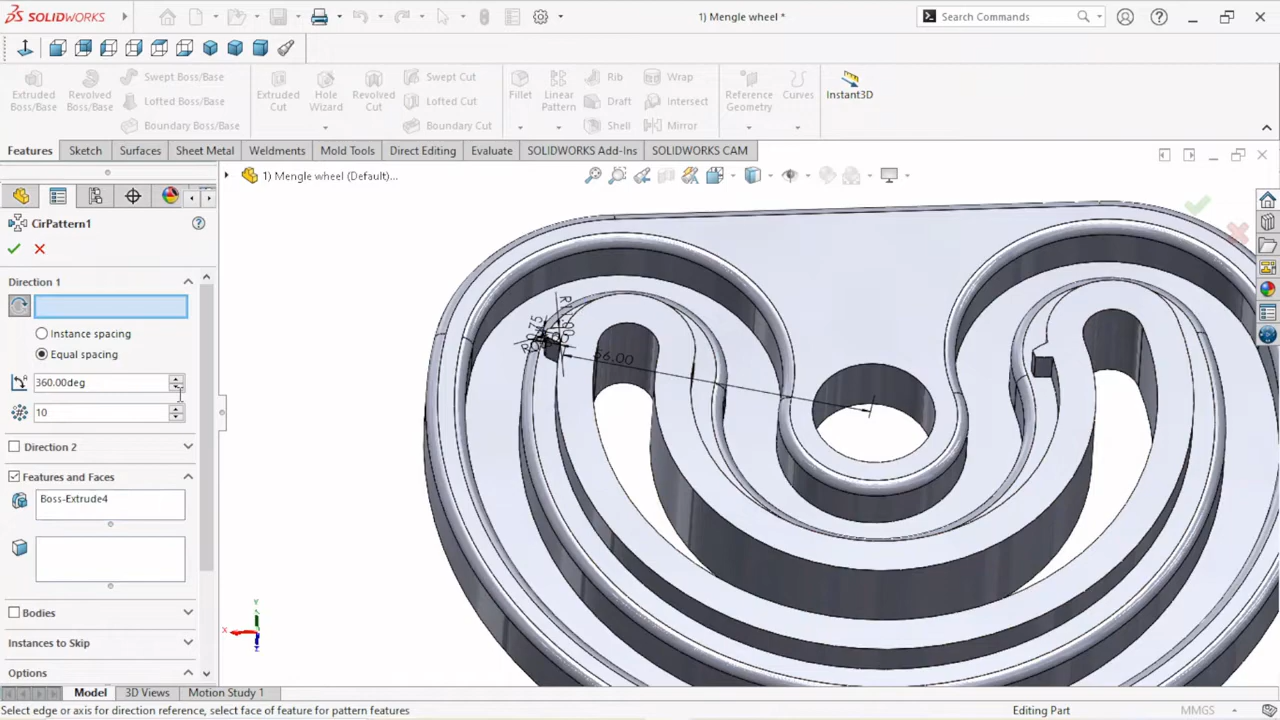 SOLIDWORKS
1) Mengle wheel *
Search Commands
Extruded Boss/Base
Revolved Boss/Base
Swept Boss/Base
Lofted Boss/Base
Boundary Boss/Base
Extruded Cut
Hole Wizard
Revolved Cut
Swept Cut
Lofted Cut
Boundary Cut
Fillet
Linear Pattern
Rib
Draft
Shell
Wrap
Intersect
Mirror
Reference Geometry
Curves
Instant3D
Features
Sketch
Surfaces
Sheet Metal
Weldments
Mold Tools
Direct Editing
Evaluate
SOLIDWORKS Add-Ins
SOLIDWORKS CAM
1) Mengle wheel (Default)...
CirPattern1
Direction 1
Instance spacing
Equal spacing
360.00deg
10
Direction 2
Features and Faces
Boss-Extrude4
Bodies
Instances to Skip
Options
56.00
Y
X
Z
Model
3D Views
Motion Study 1
Select edge or axis for direction reference, select face of feature for pattern features
Editing Part
MMGS